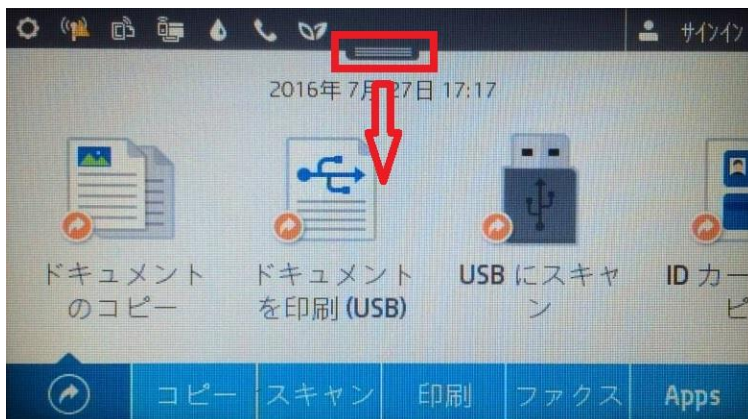 サインイン
2016年 7月 27日 17:17
ドキュメント
のコピー
ドキュメント
を印刷 (USB)
USB にスキャ
ン
ID カー
ピ
コピー
スキャン
印刷
ファクス
Apps